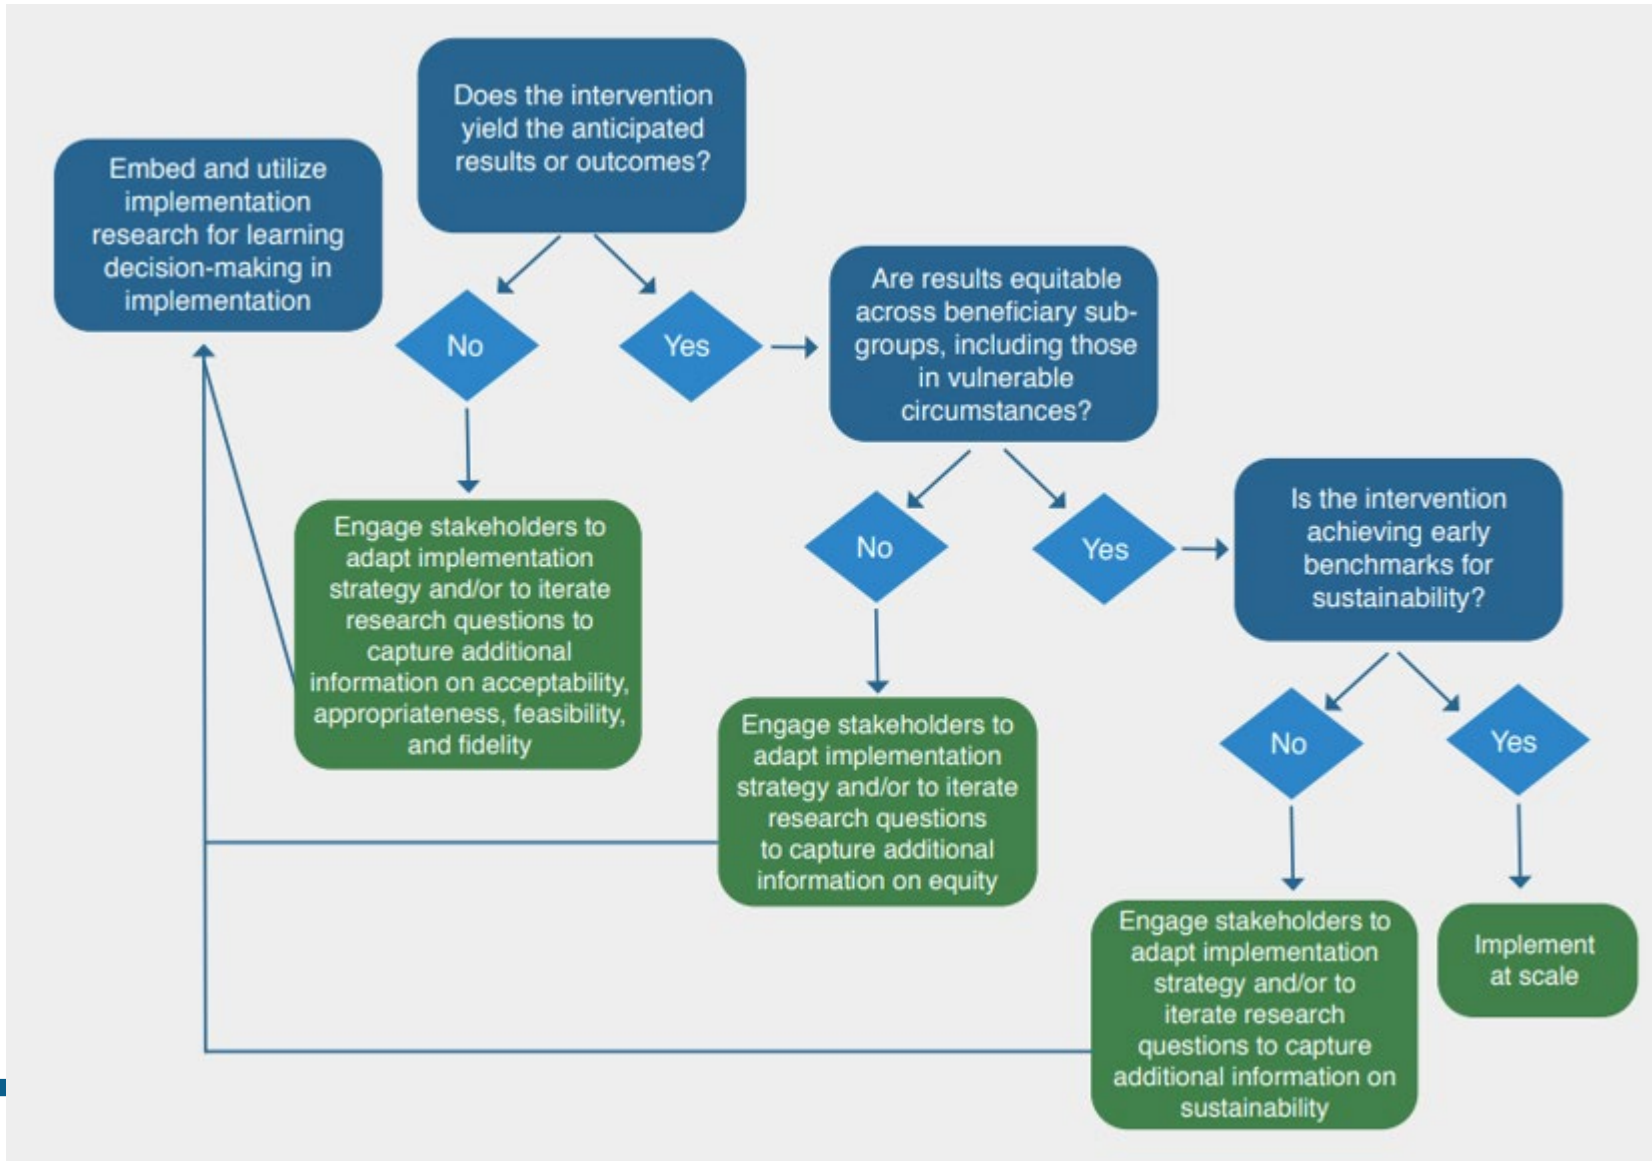 Does the intervention
yield the anticipated
results or outcomes?
Embed and utilize
implementation
research for learning
decision-making in
implementation
No
Yes
Are results equitable
across beneficiary sub-
groups, including those
in vulnerable
circumstances?
Engage stakeholders to
adapt implementation
strategy and/or to iterate
research questions to
capture additional
information on acceptability,
appropriateness, feasibility,
and fidelity
No
Yes
Is the intervention
achieving early
benchmarks for
sustainability?
Engage stakeholders to
adapt implementation
strategy and/or to iterate
research questions
to capture additional
information on equity
No
Yes
Engage stakeholders to
adapt implementation
strategy and/or to
iterate research
questions to capture
additional information on
sustainability
Implement
at scale